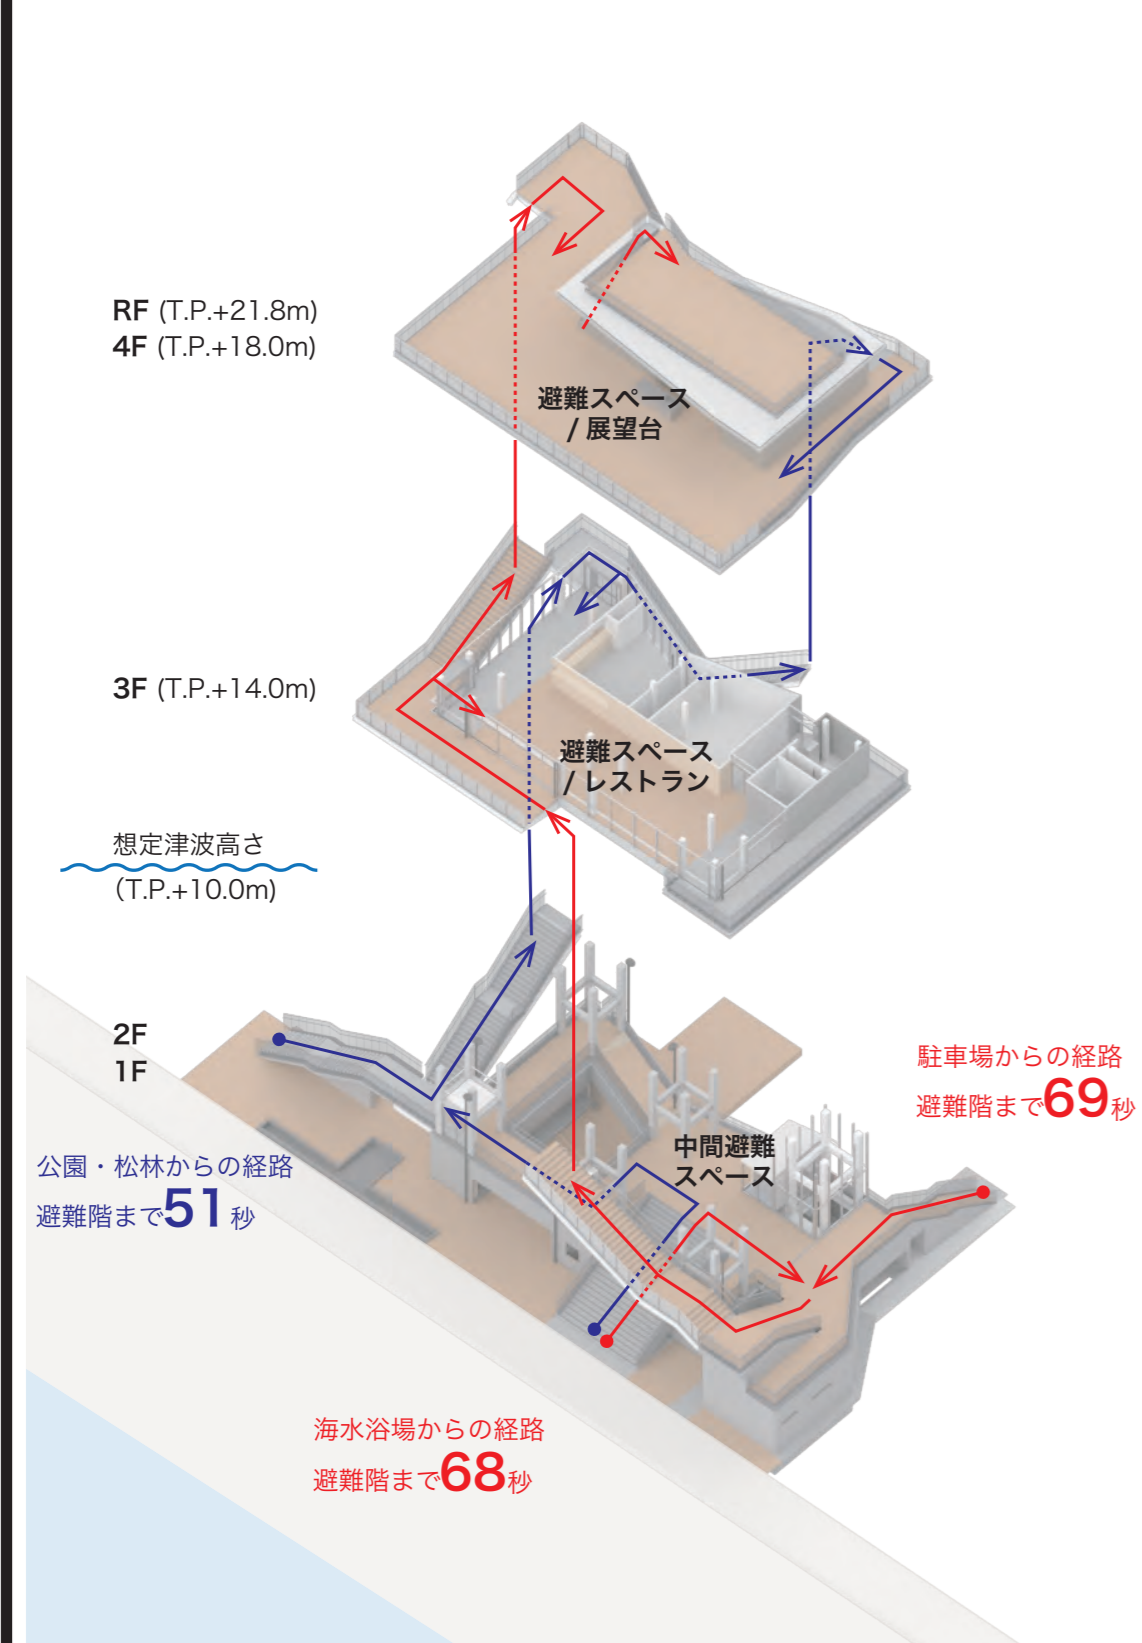 RF (T.P.+21.8m)
4F (T.P.+18.0m)
避難スペース
/ 展望台
3F (T.P.+14.0m)
避難スペース
/ レストラン
想定津波高さ
(T.P.+10.0m)
2F
1F
駐車場からの経路
避難階まで69秒
中間避難
スペース
公園・松林からの経路
避難階まで51秒
海水浴場からの経路
避難階まで68秒